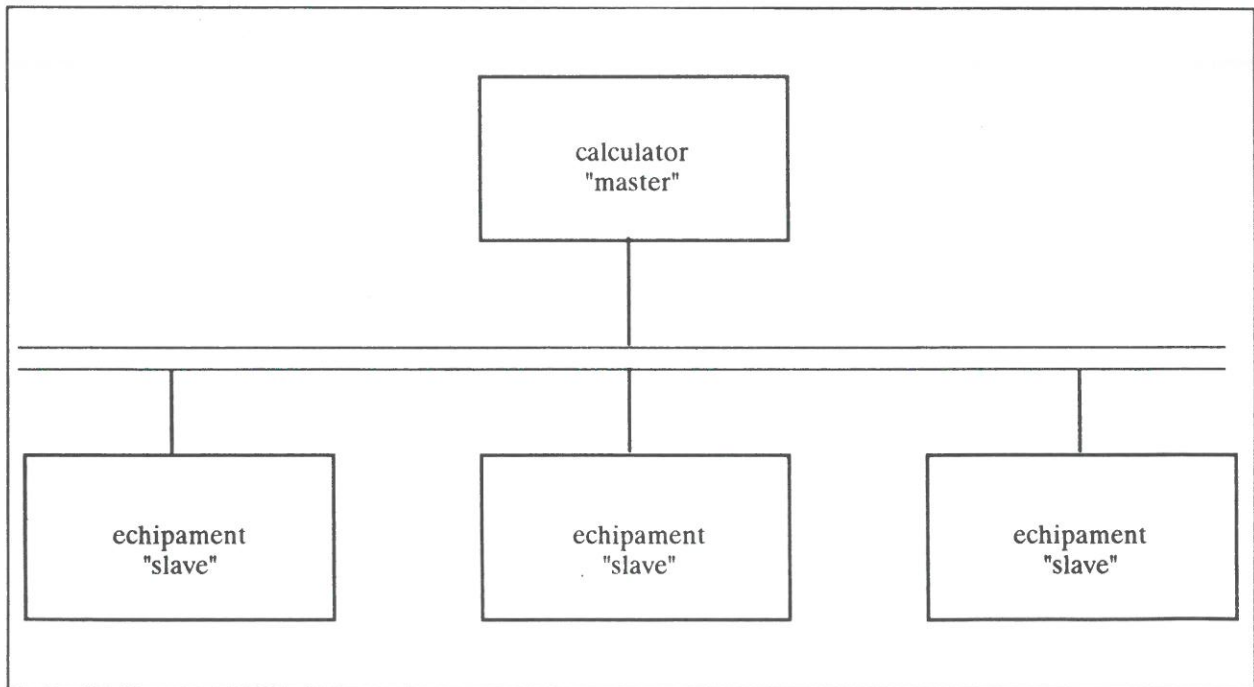 calculator
"master"
echipament
"slave"
echipament
"slave"
echipament
"slave"